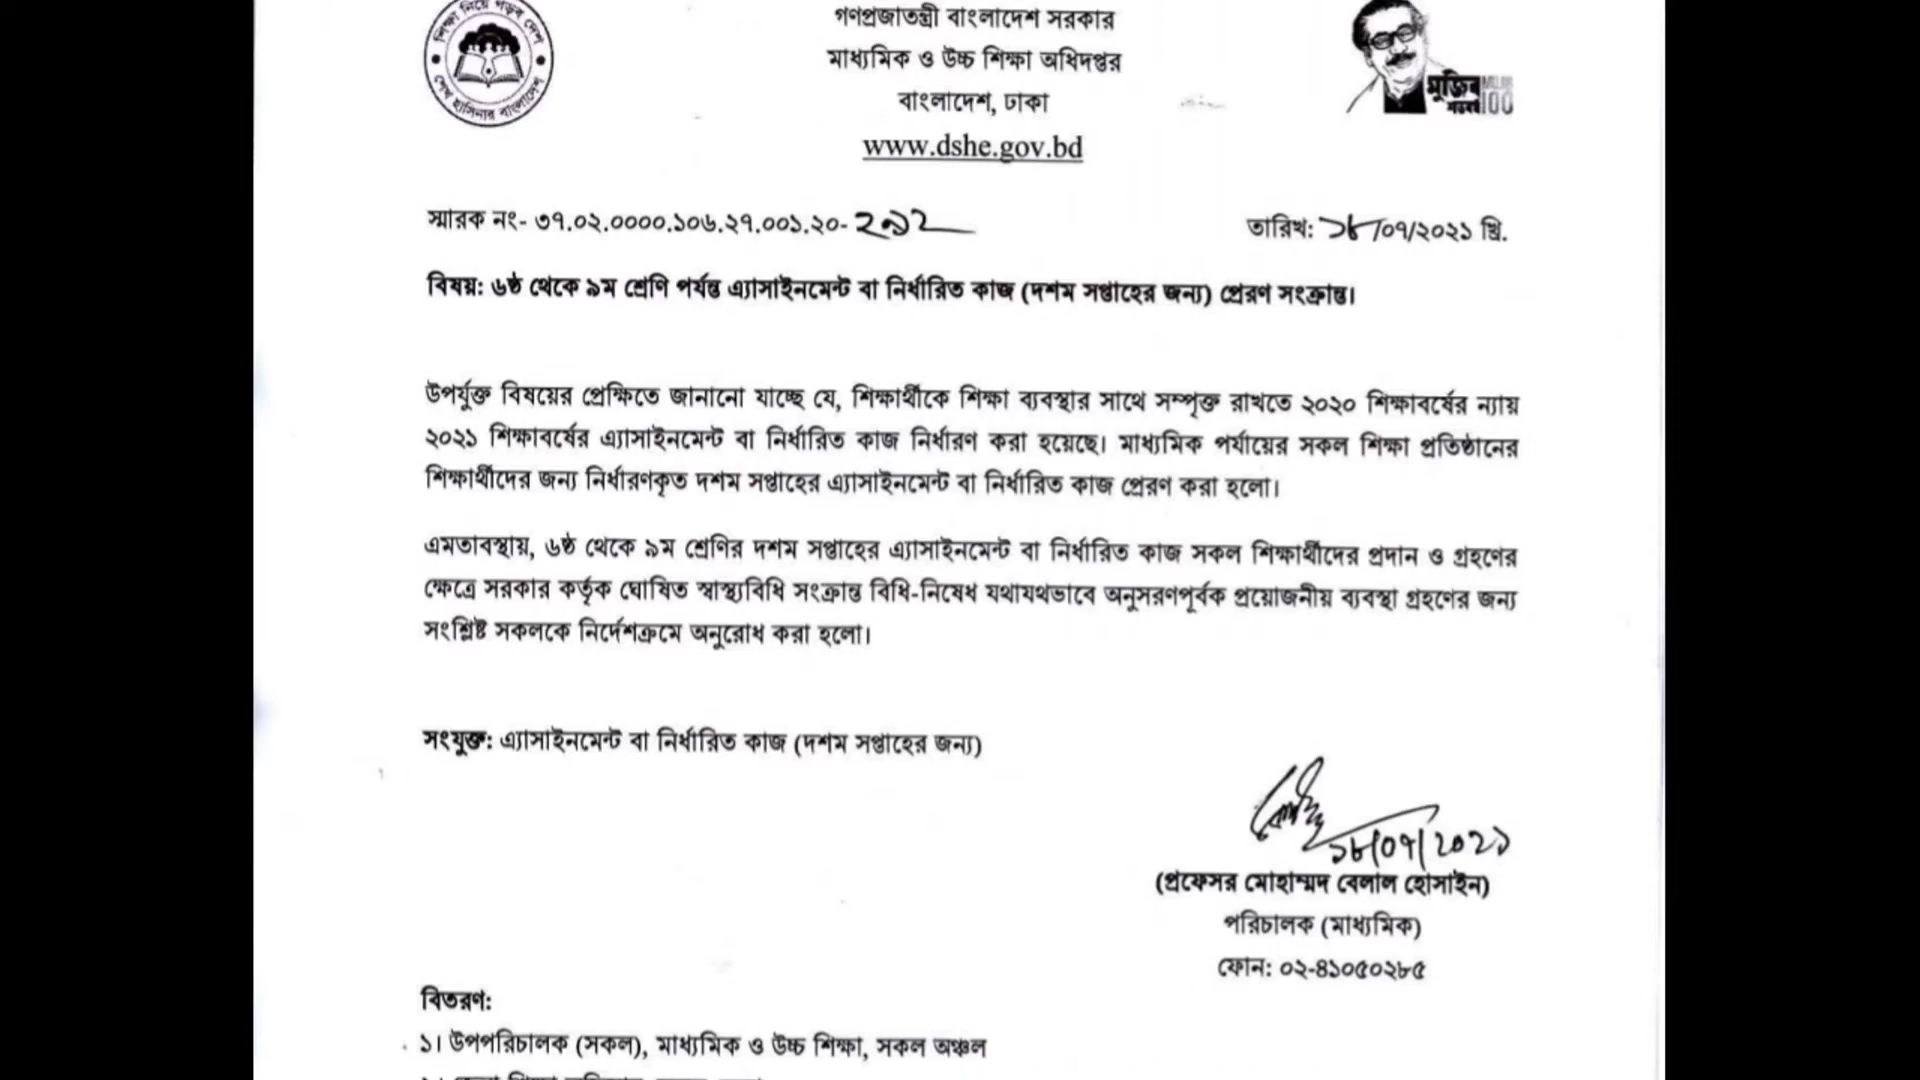 শিক্ষা নিয়ে গড়ব দেশ
শেখ হাসিনার বাংলাদেশ
গণপ্রজাতন্ত্রী বাংলাদেশ সরকার
মাধ্যমিক ও উচ্চ শিক্ষা অধিদপ্তর
বাংলাদেশ, ঢাকা
www.dshe.gov.bd
মুজিব
শতবর্ষ 100
স্মারক নং- ৩৭.০২.০০০০.১০৬.২৭.০০১.২০-২৯২
তারিখ: ১৮/০৭/২০২১ খ্রি.
বিষয়: ৬ষ্ঠ থেকে ৯ম শ্রেণি পর্যন্ত এ্যাসাইনমেন্ট বা নির্ধারিত কাজ (দশম সপ্তাহের জন্য) প্রেরণ সংক্রান্ত।
উপর্যুক্ত বিষয়ের প্রেক্ষিতে জানানো যাচ্ছে যে, শিক্ষার্থীকে শিক্ষা ব্যবস্থার সাথে সম্পৃক্ত রাখতে ২০২০ শিক্ষাবর্ষের ন্যায়
২০২১ শিক্ষাবর্ষের এ্যাসাইনমেন্ট বা নির্ধারিত কাজ নির্ধারণ করা হয়েছে। মাধ্যমিক পর্যায়ের সকল শিক্ষা প্রতিষ্ঠানের
শিক্ষার্থীদের জন্য নির্ধারণকৃত দশম সপ্তাহের এ্যাসাইনমেন্ট বা নির্ধারিত কাজ প্রেরণ করা হলো।
এমতাবস্থায়, ৬ষ্ঠ থেকে ৯ম শ্রেণির দশম সপ্তাহের এ্যাসাইনমেন্ট বা নির্ধারিত কাজ সকল শিক্ষার্থীদের প্রদান ও গ্রহণের
ক্ষেত্রে সরকার কর্তৃক ঘোষিত স্বাস্থ্যবিধি সংক্রান্ত বিধি-নিষেধ যথাযথভাবে অনুসরণপূর্বক প্রয়োজনীয় ব্যবস্থা গ্রহণের জন্য
সংশ্লিষ্ট সকলকে নির্দেশক্রমে অনুরোধ করা হলো।
সংযুক্ত: এ্যাসাইনমেন্ট বা নির্ধারিত কাজ (দশম সপ্তাহের জন্য)
১৮/০৭/২০২১
(প্রফেসর মোহাম্মদ বেলাল হোসাইন)
পরিচালক (মাধ্যমিক)
ফোন: ০২-৪১০৫০২৮৫
বিতরণ:
১। উপপরিচালক (সকল), মাধ্যমিক ও উচ্চ শিক্ষা, সকল অঞ্চল